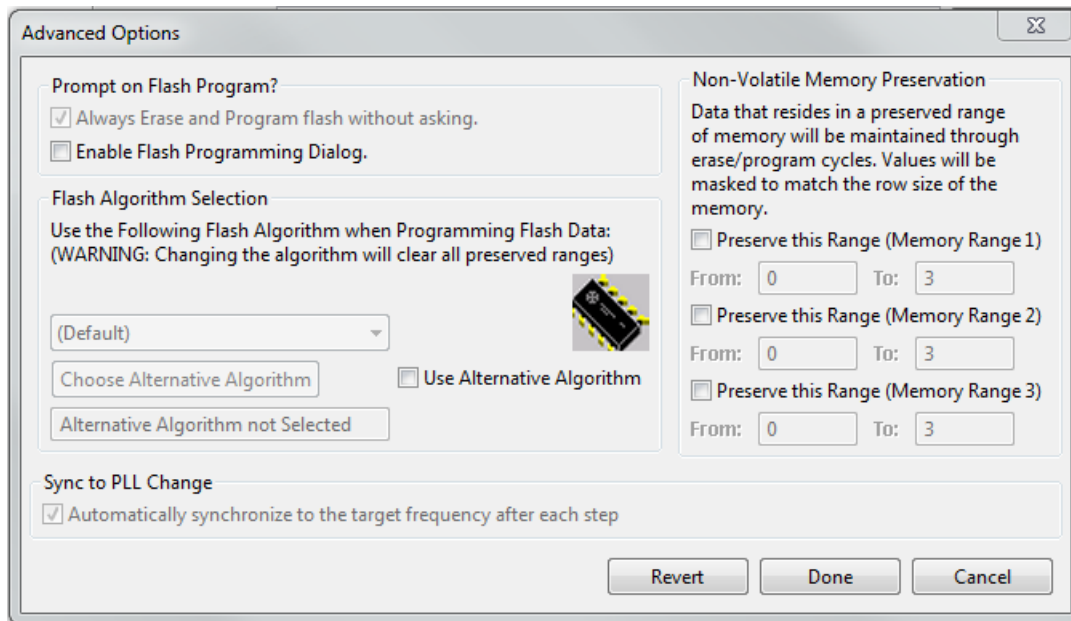 Advanced Options
Prompt on Flash Program?
Always Erase and Program flash without asking.
Enable Flash Programming Dialog.
Flash Algorithm Selection
Use the Following Flash Algorithm when Programming Flash Data:
(WARNING: Changing the algorithm will clear all preserved ranges)
(Default)
Choose Alternative Algorithm
Use Alternative Algorithm
Alternative Algorithm not Selected
Non-Volatile Memory Preservation
Data that resides in a preserved range
of memory will be maintained through
erase/program cycles. Values will be
masked to match the row size of the
memory.
Preserve this Range (Memory Range 1)
From: 0 To: 3
Preserve this Range (Memory Range 2)
From: 0 To: 3
Preserve this Range (Memory Range 3)
From: 0 To: 3
Sync to PLL Change
Automatically synchronize to the target frequency after each step
Revert Done Cancel